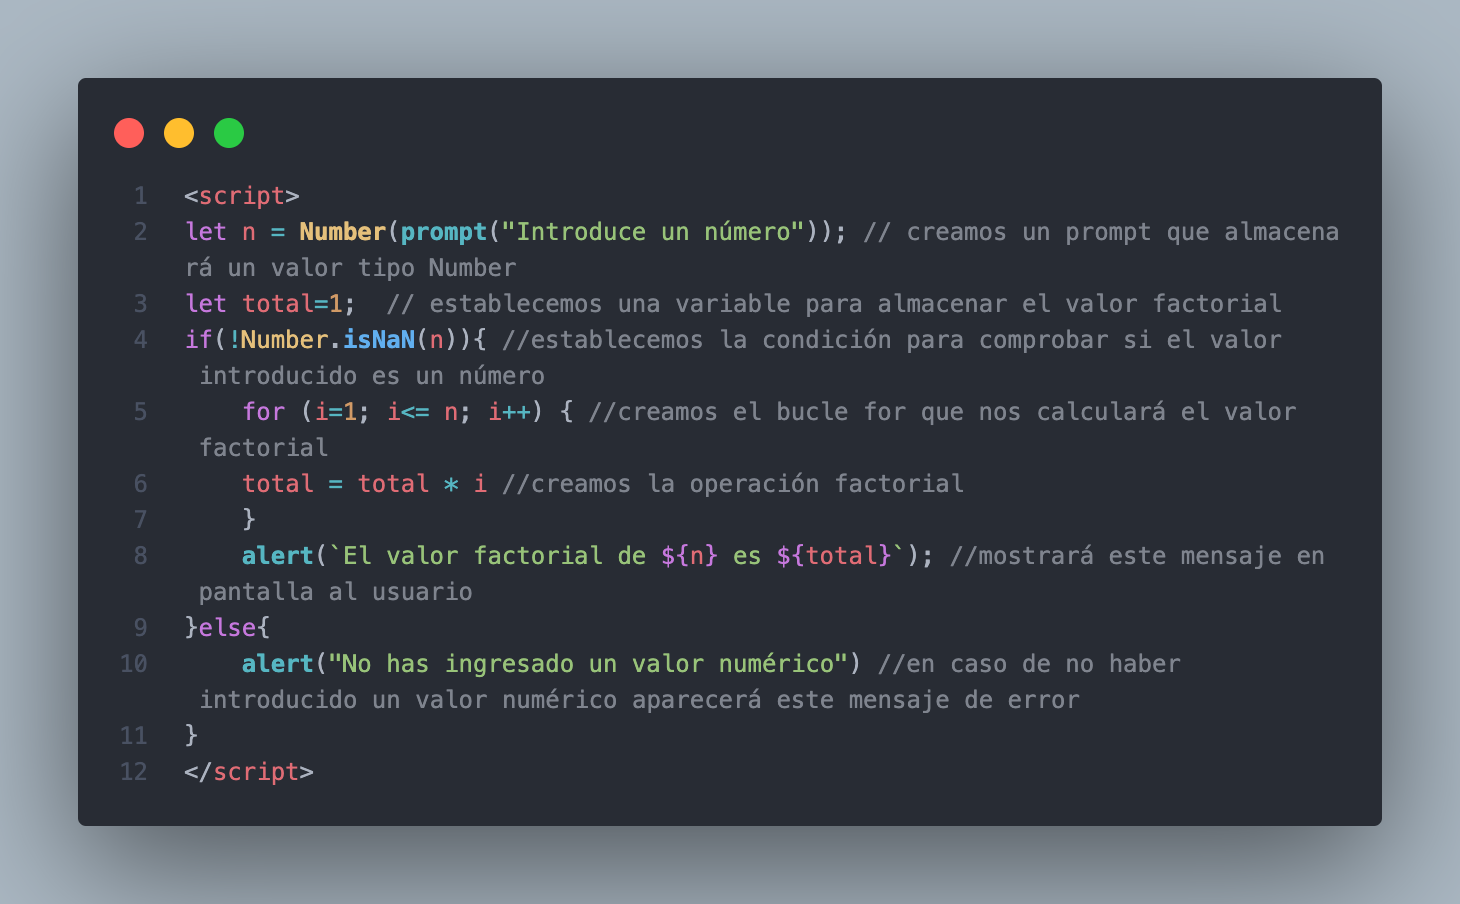 1 <script>
2 let n = Number(prompt("Introduce un número")); // creamos un prompt que almacena
rá un valor tipo Number
3 let total=1;  // establecemos una variable para almacenar el valor factorial
4 if(!Number.isNaN(n)){ //establecemos la condición para comprobar si el valor
introducido es un número
5     for (i=1; i<= n; i++) { //creamos el bucle for que nos calculará el valor
factorial
6     total = total * i //creamos la operación factorial
7     }
8     alert(`El valor factorial de ${n} es ${total}`); //mostrará este mensaje en
pantalla al usuario
9 }else{
10     alert("No has ingresado un valor numérico") //en caso de no haber
introducido un valor numérico aparecerá este mensaje de error
11 }
12 </script>